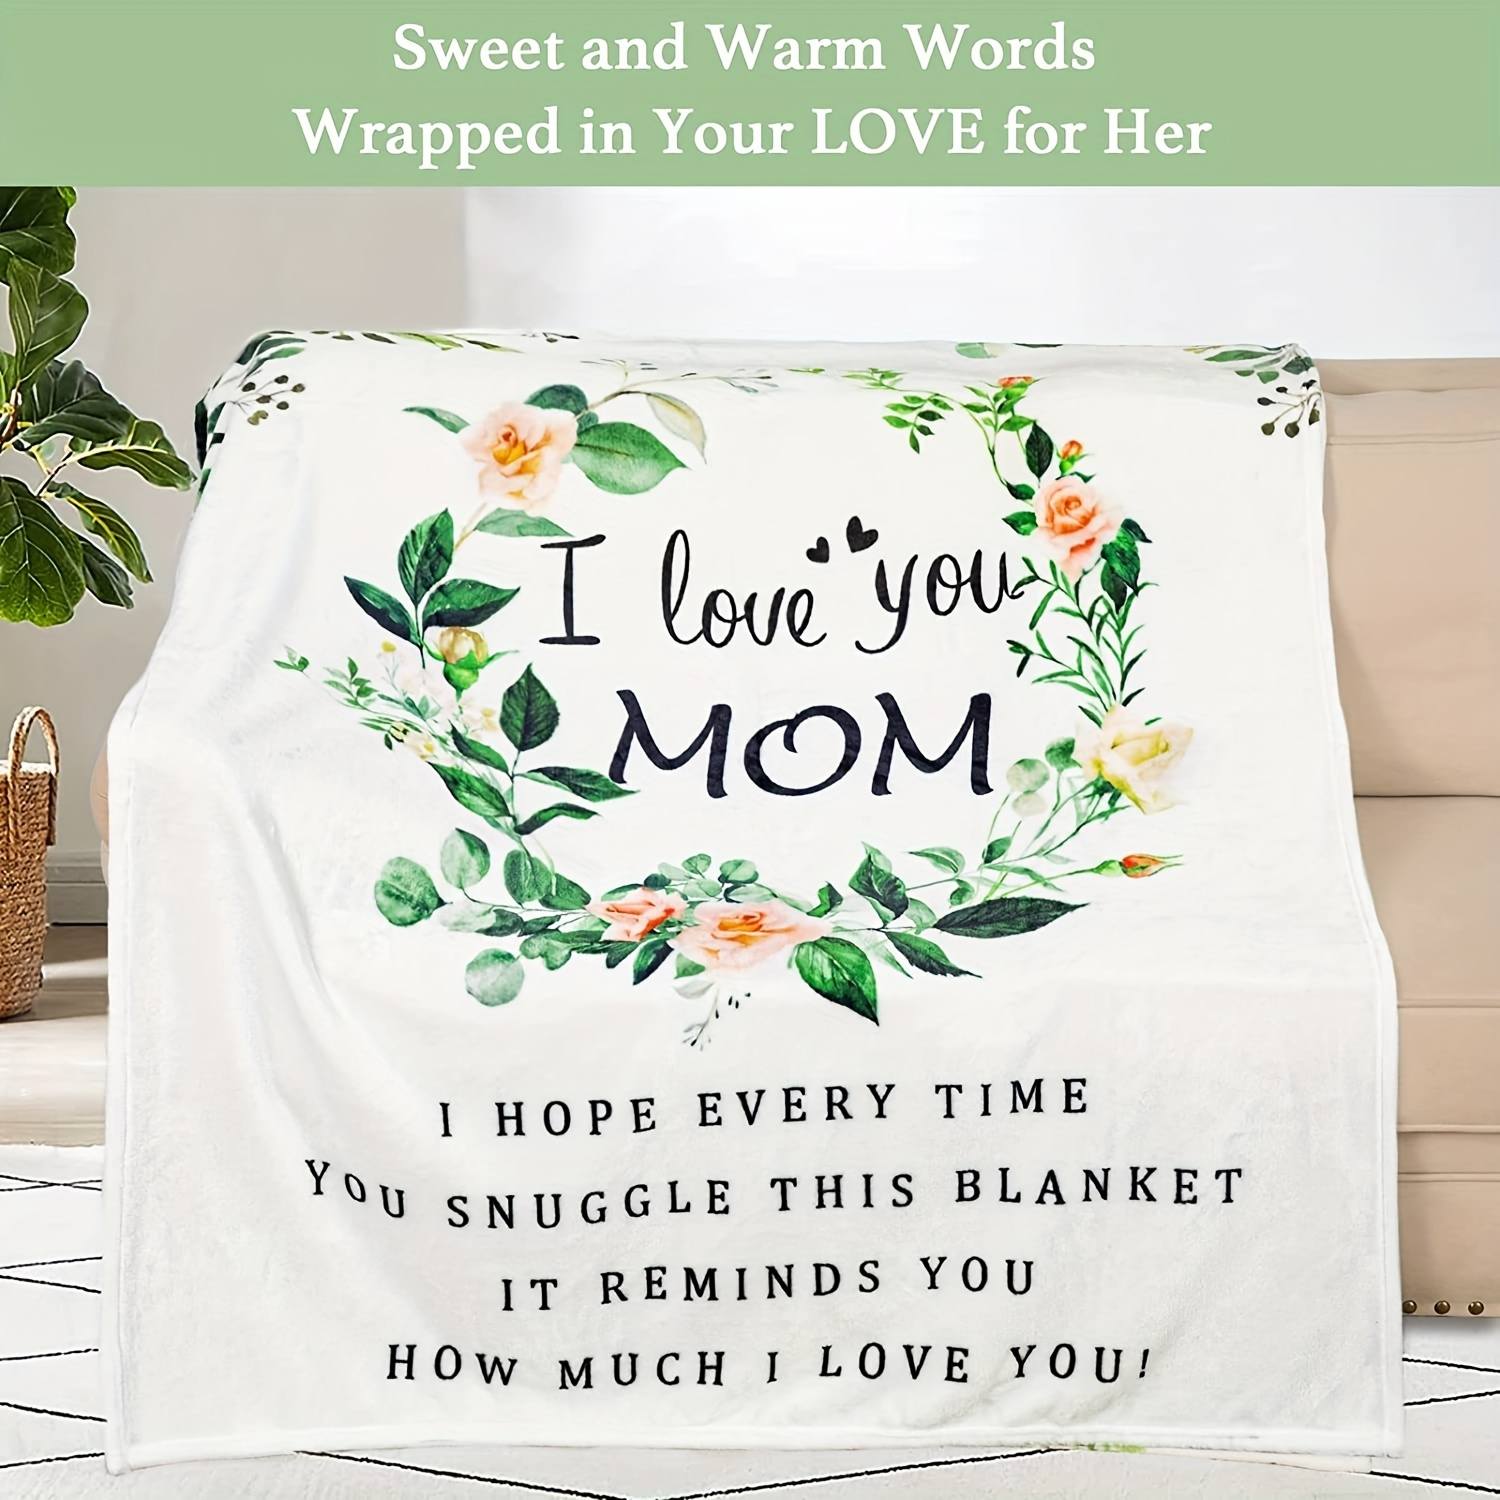 Sweet and Warm Words
Wrapped in Your LOVE for Her
I love you
MOM
I HOPE EVERY TIME
YOU SNUGGLE THIS BLANKET
IT REMINDS YOU
HOW MUCH I LOVE YOU!